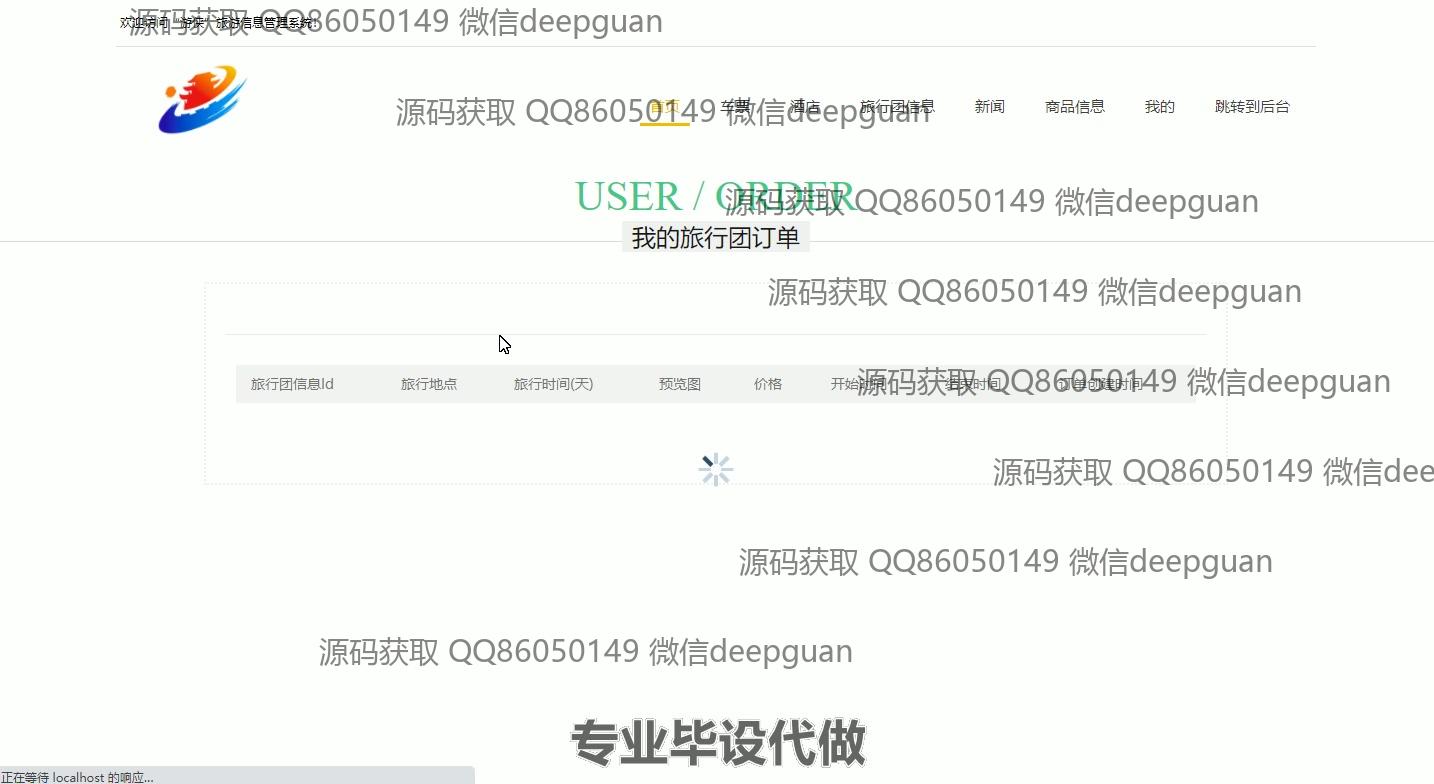 欢迎访问“游侠”旅游信息管理系统!
源码获取 QQ86050149 微信deepguan
首页 车票 酒店 旅行团信息 新闻 商品信息 我的 跳转到后台
源码获取 QQ86050149 微信deepguan
USER / ORDER
源码获取 QQ86050149 微信deepguan
我的旅行团订单
源码获取 QQ86050149 微信deepguan
旅行团信息Id 旅行地点 旅行时间(天) 预览图 价格 开始时间 结束时间 订单创建时间
源码获取 QQ86050149 微信deepguan
源码获取 QQ86050149 微信dee
源码获取 QQ86050149 微信deepguan
源码获取 QQ86050149 微信deepguan
专业毕设代做
正在等待 localhost 的响应...